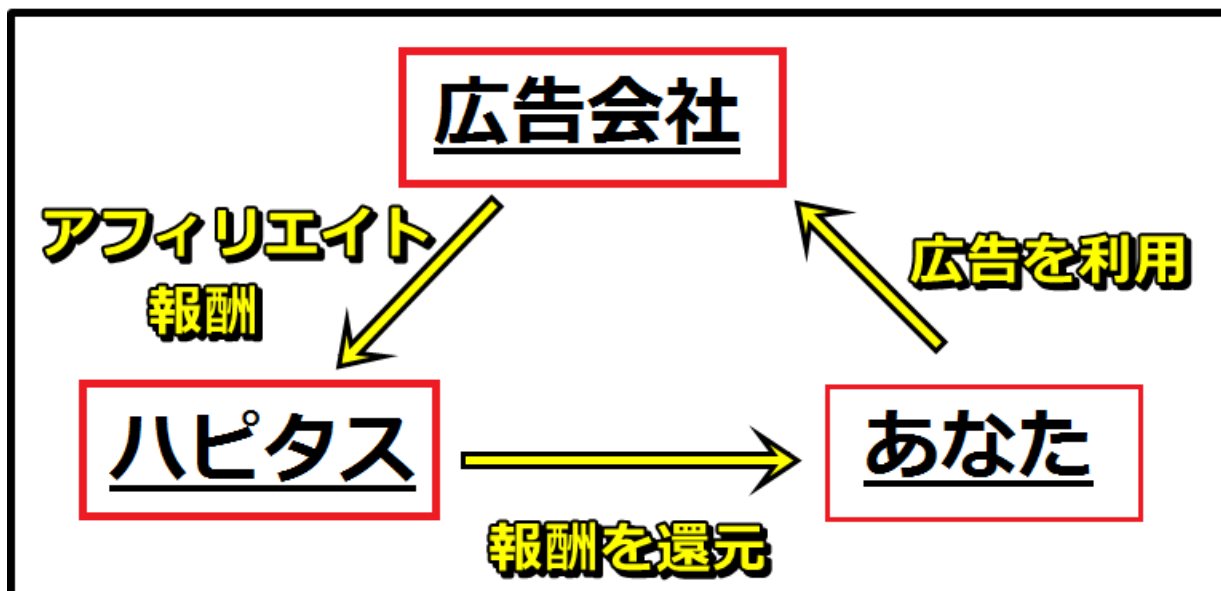 広告会社
アフィリエイト
報酬
広告を利用
ハピタス
あなた
報酬を還元